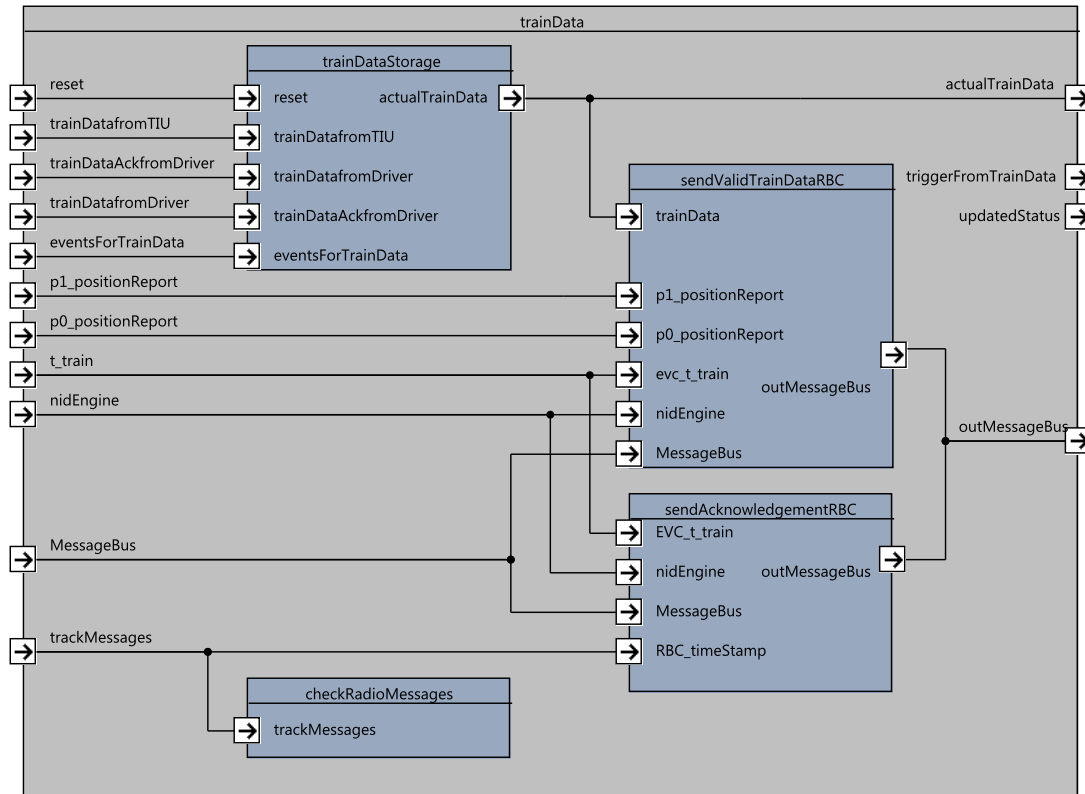 trainData
trainDataStorage
reset
reset
actualTrainData
actualTrainData
trainDatafromTIU
trainDatafromTIU
trainDataAckfromDriver
trainDatafromDriver
sendValidTrainDataRBC
triggerFromTrainData
trainDatafromDriver
trainDataAckfromDriver
trainData
updatedStatus
eventsForTrainData
eventsForTrainData
p1_positionReport
p1_positionReport
p0_positionReport
p0_positionReport
t_train
evc_t_train
outMessageBus
nidEngine
nidEngine
outMessageBus
MessageBus
sendAcknowledgementRBC
EVC_t_train
MessageBus
nidEngine
outMessageBus
MessageBus
trackMessages
RBC_timeStamp
checkRadioMessages
trackMessages